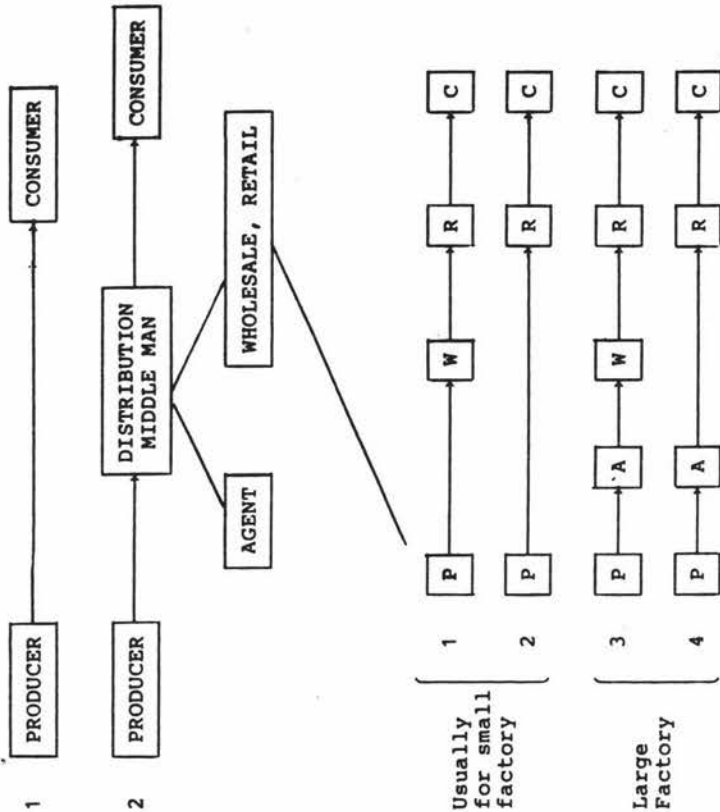 1 PRODUCER CONSUMER
2 PRODUCER DISTRIBUTION MIDDLE MAN CONSUMER
AGENT WHOLESALE, RETAIL
Usually
for small
factory
1 P W R C
2 P R C
Large
Factory
3 P A W R C
4 P A R C